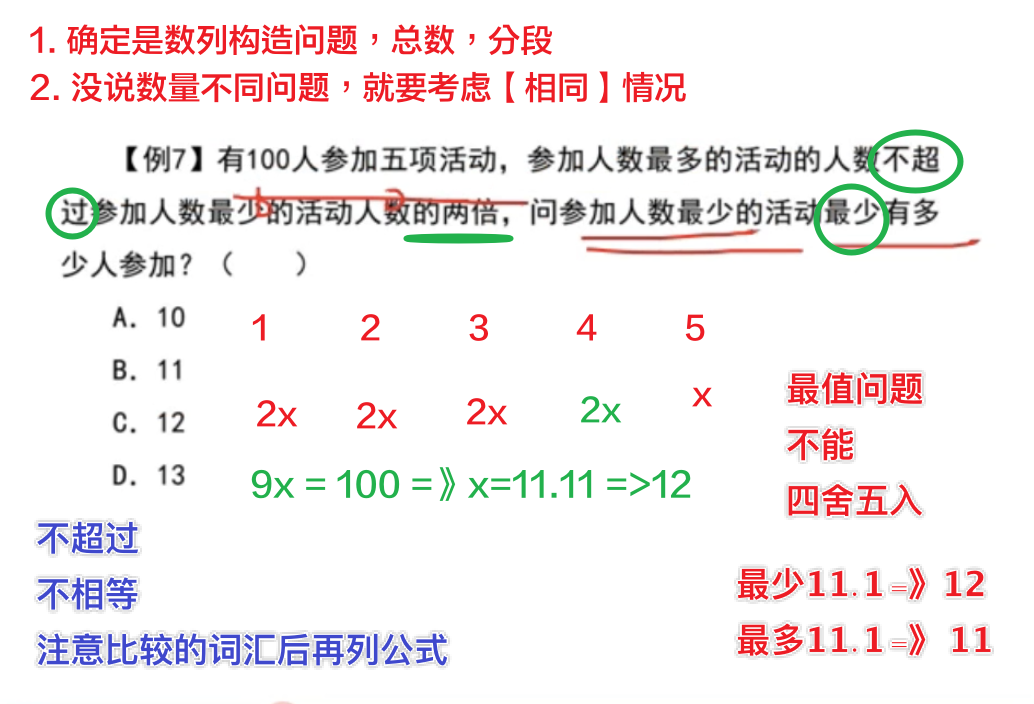 1. 确定是数列构造问题，总数，分段
2. 没说数量不同问题，就要考虑【相同】情况
【例7】有100人参加五项活动，参加人数最多的活动的人数不超
过参加人数最少的活动人数的两倍，问参加人数最少的活动最少有多
少人参加？（　　）
A. 10
B. 11
C. 12
D. 13
1 2 3 4 5
2x 2x 2x 2x x
9x = 100 =》x=11.11 =>12
最值问题
不能
四舍五入
不超过
不相等
注意比较的词汇后再列公式
最少11.1 =》 12
最多11.1 =》 11